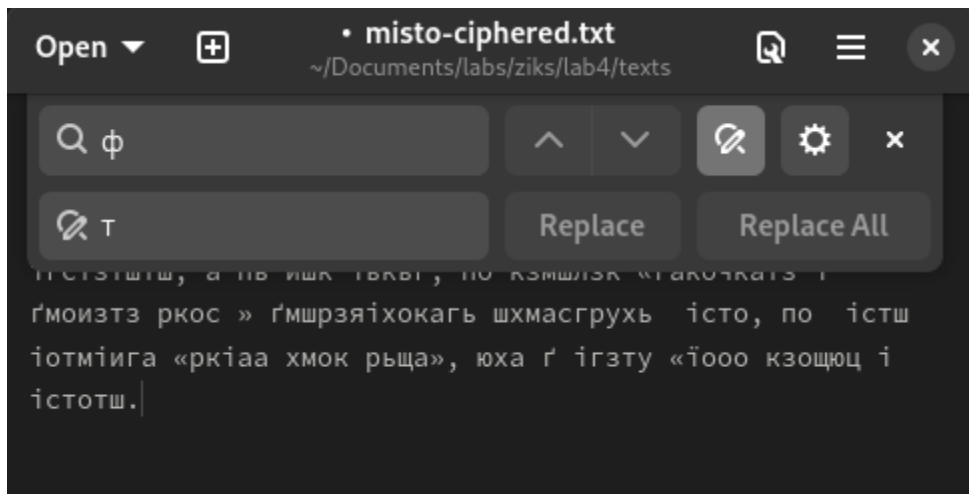 Open
• misto-ciphered.txt
~/Documents/labs/ziks/lab4/texts
ф
т
Replace
Replace All
ґмоизтз ркос » ґмшрзяіхокагь шхмасгрухь істо, по істш
іотміига «ркіаа хмок рьща», юха ґ ігзту «їооо кзощюц і
істотш.